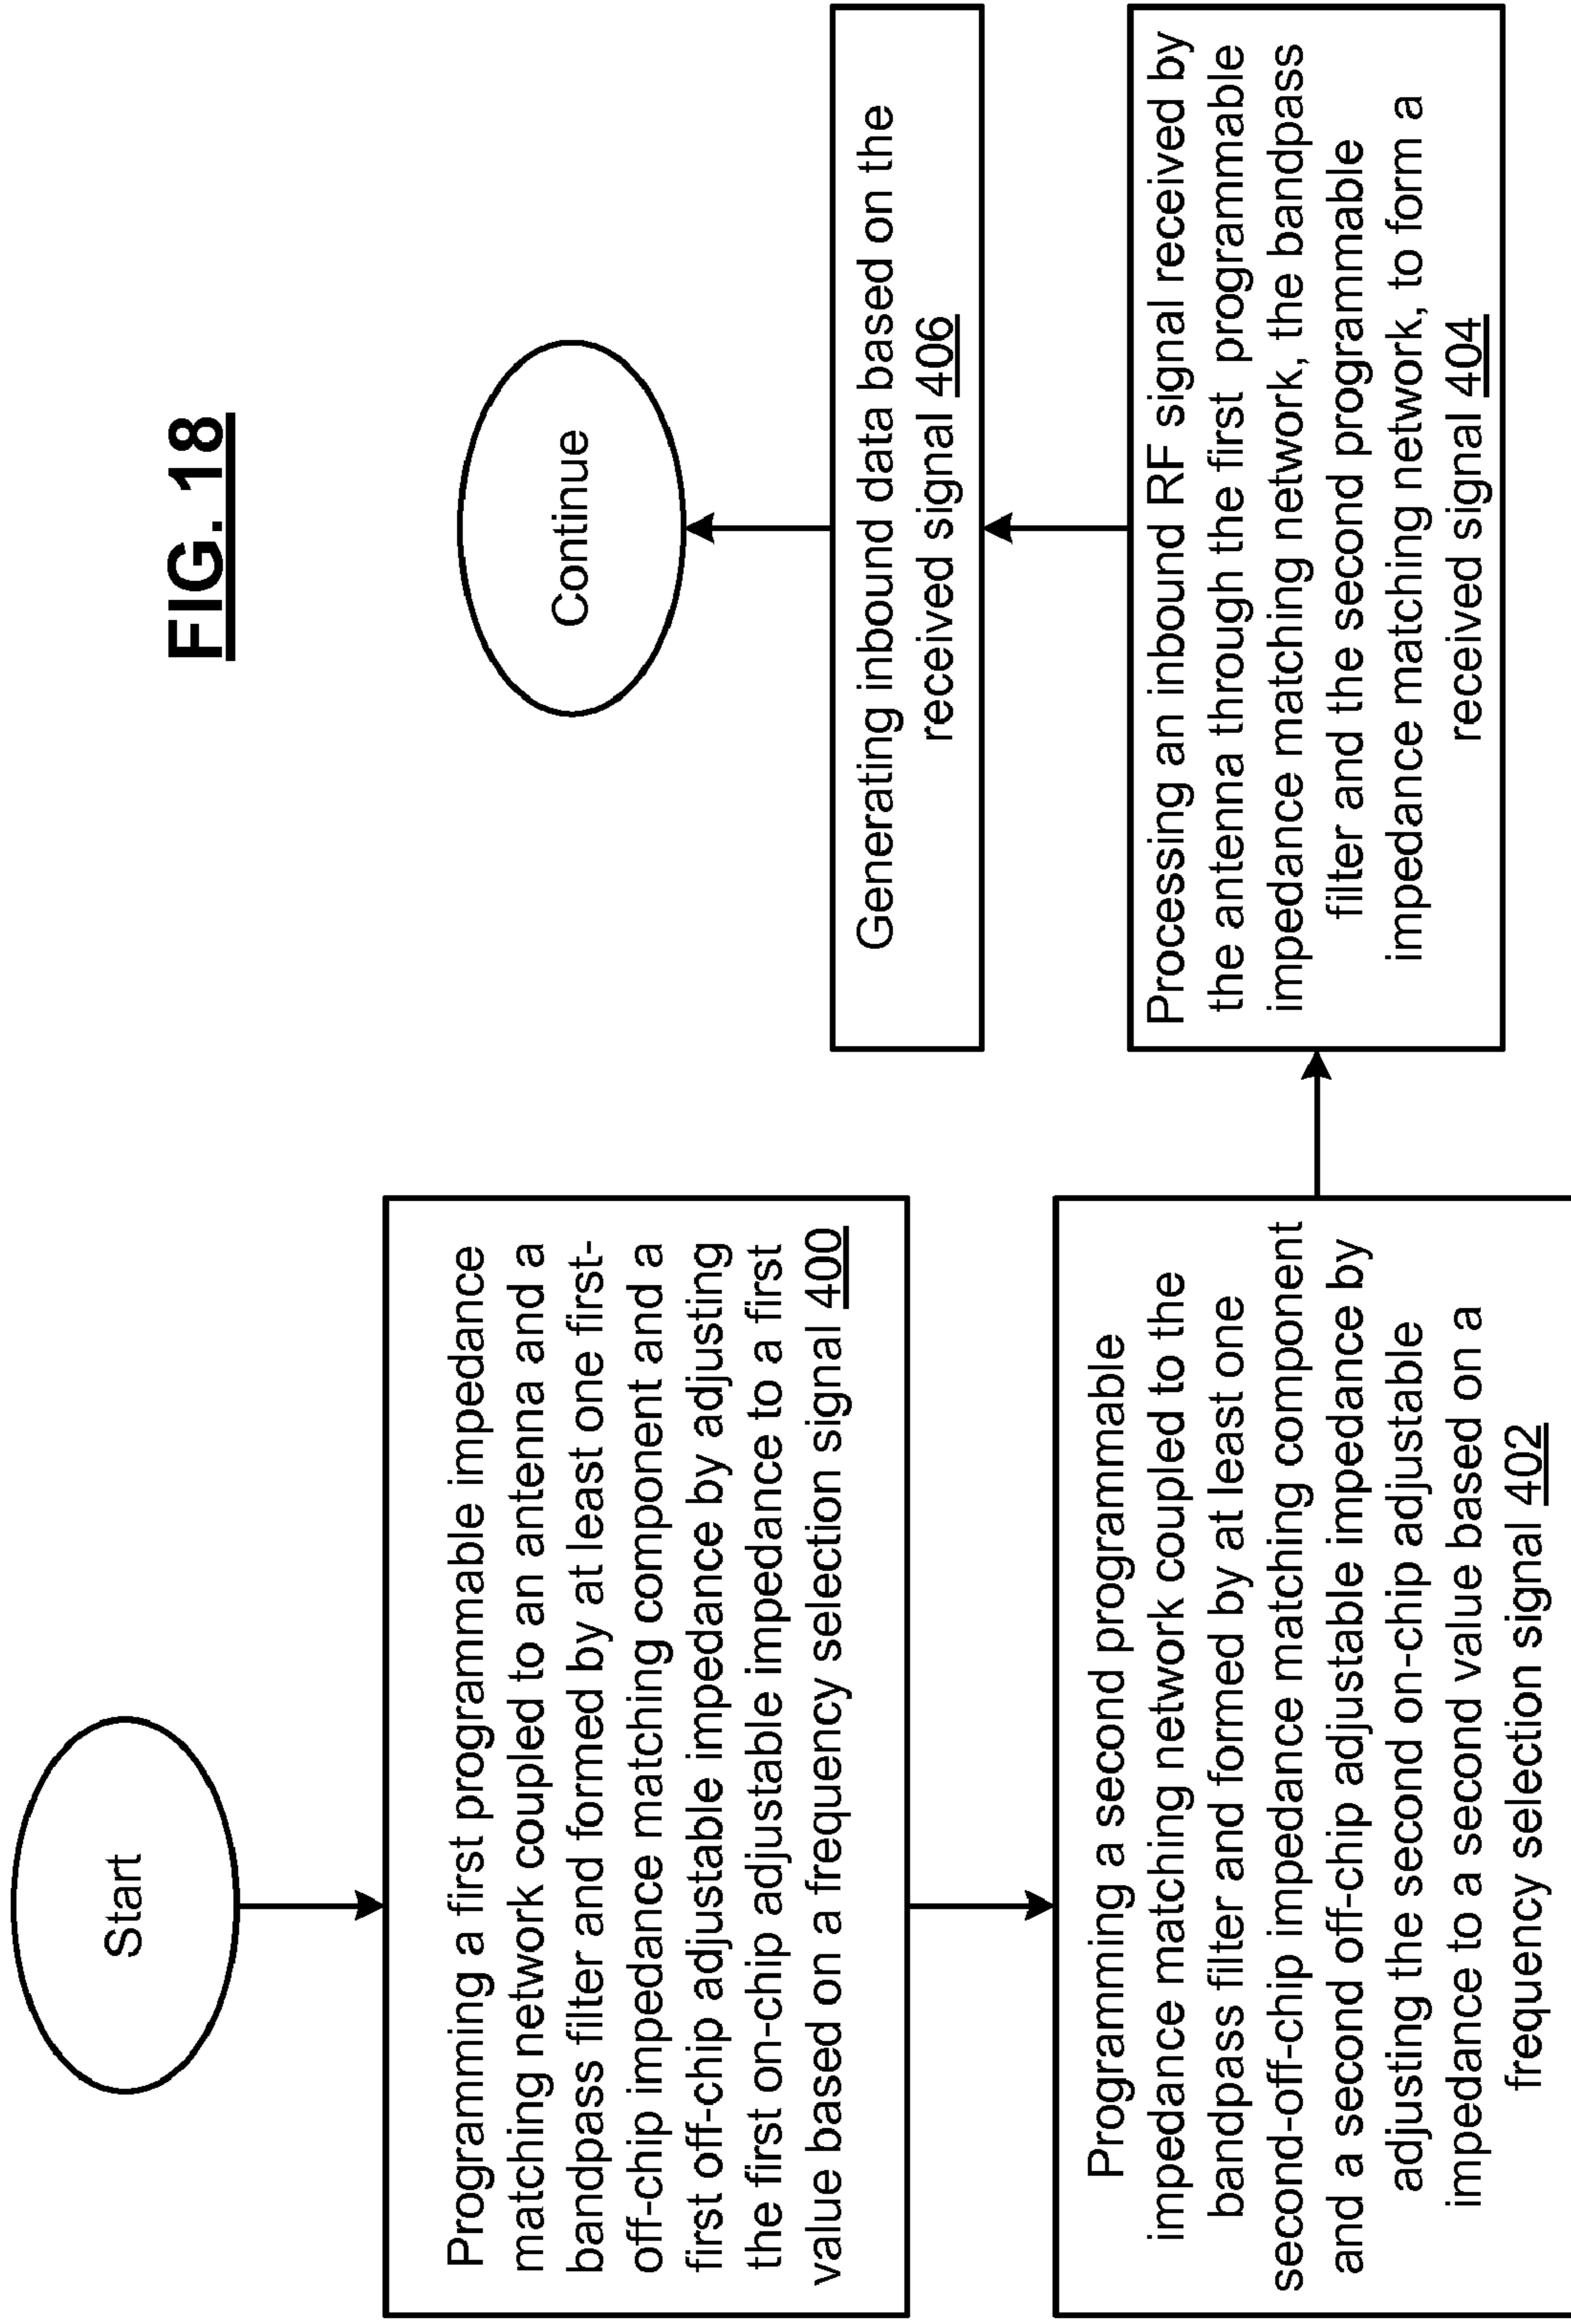 FIG. 18
Start
Programming a first programmable impedance
matching network coupled to an antenna and a
bandpass filter and formed by at least one first-
off-chip impedance matching component and a
first off-chip adjustable impedance by adjusting
the first on-chip adjustable impedance to a first
value based on a frequency selection signal 400
Programming a second programmable
impedance matching network coupled to the
bandpass filter and formed by at least one
second-off-chip impedance matching component
and a second off-chip adjustable impedance by
adjusting the second on-chip adjustable
impedance to a second value based on a
frequency selection signal 402
Processing an inbound RF signal received by
the antenna through the first programmable
impedance matching network, the bandpass
filter and the second programmable
impedance matching network, to form a
received signal 404
Generating inbound data based on the
received signal 406
Continue